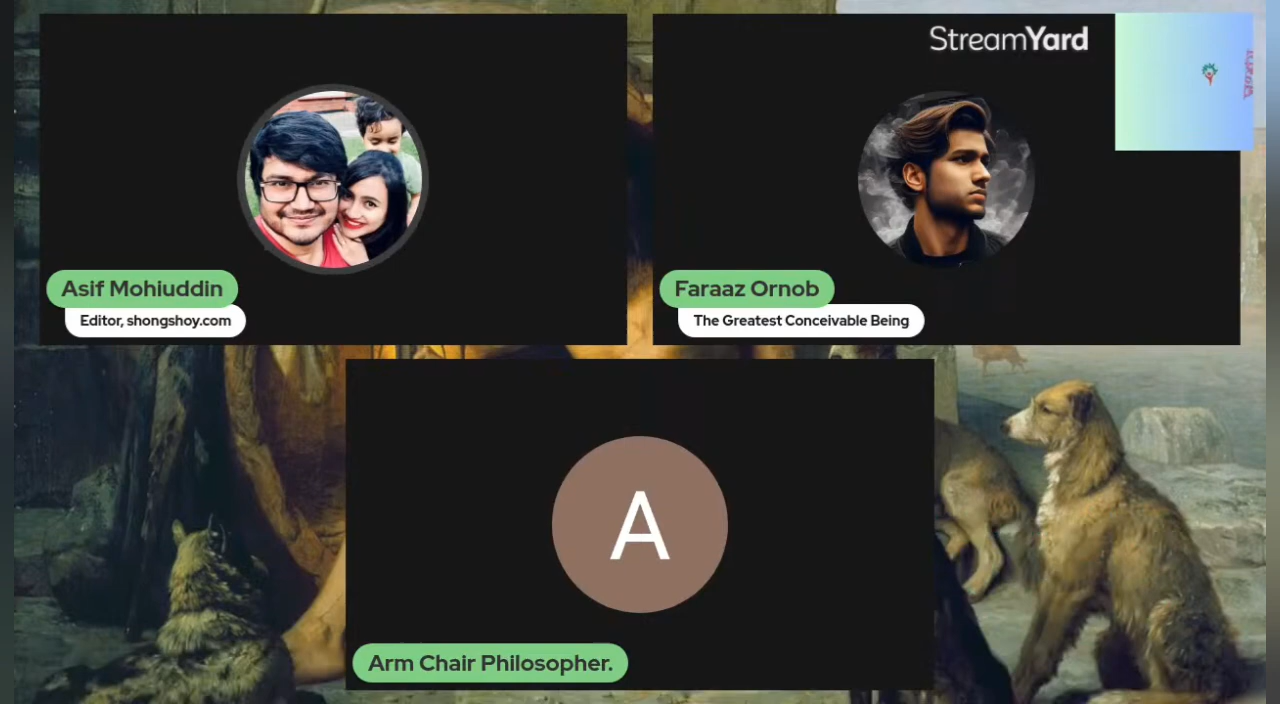 StreamYard
Asif Mohiuddin
Editor, shongshoy.com
Faraaz Ornob
The Greatest Conceivable Being
A
Arm Chair Philosopher.